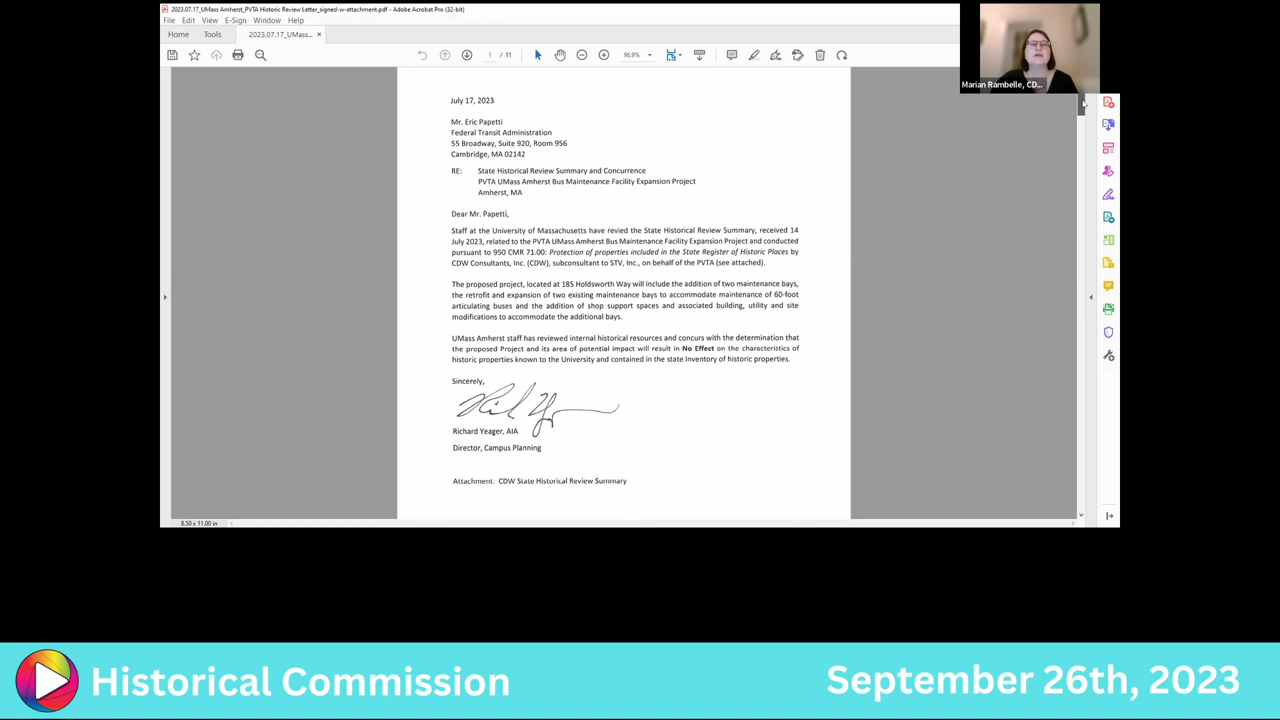 2023.07.17_UMass Amherst_PVTA Historic Review Letter_signed-w-attachment.pdf - Adobe Acrobat Pro (32-bit)
File Edit View E-Sign Window Help
Home Tools 2023.07.17_UMass... ×
1 / 11 96.9%
Marian Rambelle, CD...
July 17, 2023
Mr. Eric Papetti
Federal Transit Administration
55 Broadway, Suite 920, Room 956
Cambridge, MA 02142
RE: State Historical Review Summary and Concurrence
PVTA UMass Amherst Bus Maintenance Facility Expansion Project
Amherst, MA
Dear Mr. Papetti,
Staff at the University of Massachusetts have revied the State Historical Review Summary, received 14
July 2023, related to the PVTA UMass Amherst Bus Maintenance Facility Expansion Project and conducted
pursuant to 950 CMR 71.00: Protection of properties included in the State Register of Historic Places by
CDW Consultants, Inc. (CDW), subconsultant to STV, Inc., on behalf of the PVTA (see attached).
The proposed project, located at 185 Holdsworth Way will include the addition of two maintenance bays,
the retrofit and expansion of two existing maintenance bays to accommodate maintenance of 60-foot
articulating buses and the addition of shop support spaces and associated building, utility and site
modifications to accommodate the additional bays.
UMass Amherst staff has reviewed internal historical resources and concurs with the determination that
the proposed Project and its area of potential impact will result in No Effect on the characteristics of
historic properties known to the University and contained in the state Inventory of historic properties.
Sincerely,
Richard Yeager, AIA
Director, Campus Planning
Attachment: CDW State Historical Review Summary
8.50 x 11.00 in
Historical Commission
September 26th, 2023